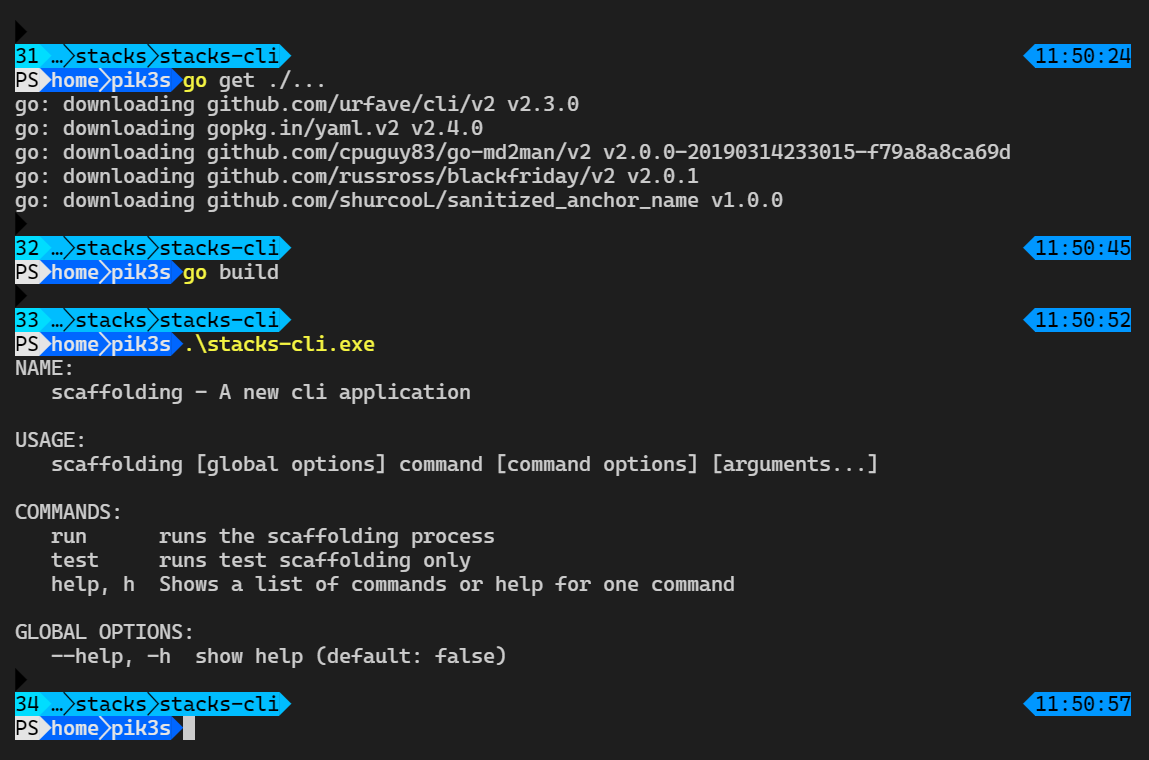 31 … stacks stacks-cli 11:50:24
PS home pik3s go get ./...
go: downloading github.com/urfave/cli/v2 v2.3.0
go: downloading gopkg.in/yaml.v2 v2.4.0
go: downloading github.com/cpuguy83/go-md2man/v2 v2.0.0-20190314233015-f79a8a8ca69d
go: downloading github.com/russross/blackfriday/v2 v2.0.1
go: downloading github.com/shurcooL/sanitized_anchor_name v1.0.0
32 … stacks stacks-cli 11:50:45
PS home pik3s go build
33 … stacks stacks-cli 11:50:52
PS home pik3s .\stacks-cli.exe
NAME:
   scaffolding - A new cli application
USAGE:
   scaffolding [global options] command [command options] [arguments...]
COMMANDS:
   run      runs the scaffolding process
   test     runs test scaffolding only
   help, h  Shows a list of commands or help for one command
GLOBAL OPTIONS:
   --help, -h  show help (default: false)
34 … stacks stacks-cli 11:50:57
PS home pik3s